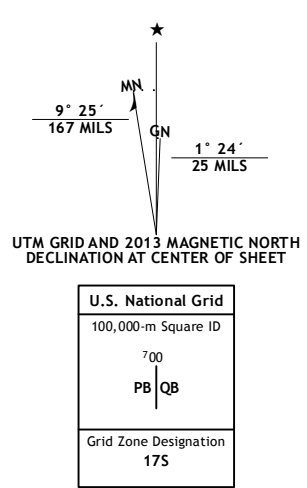 ★
MN
9° 25´
167 MILS
GN
1° 24´
25 MILS
UTM GRID AND 2013 MAGNETIC NORTH
DECLINATION AT CENTER OF SHEET
U.S. National Grid
100,000-m Square ID
⁷00
PB QB
Grid Zone Designation
17S